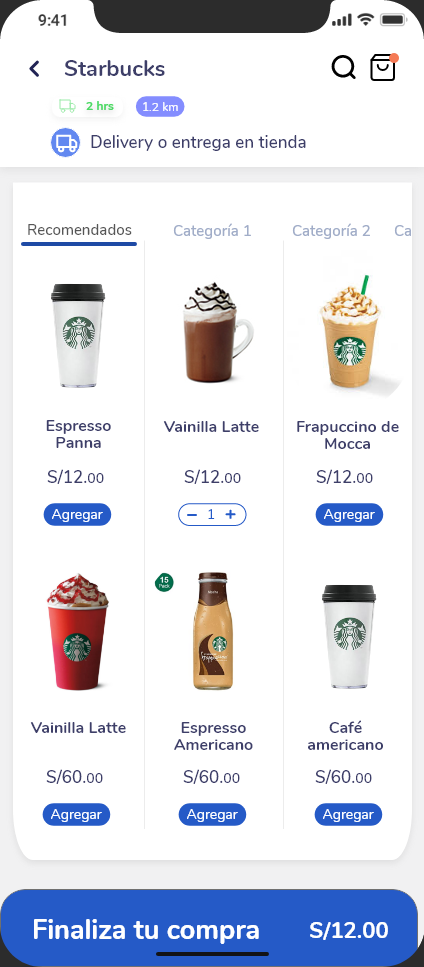 9:41
Starbucks
2 hrs
1.2 km
Delivery o entrega en tienda
Recomendados
Categoría 1
Categoría 2
Ca
Espresso
Panna
S/12.00
Agregar
Vainilla Latte
S/12.00
− 1 +
Frapuccino de
Mocca
S/12.00
Agregar
Vainilla Latte
S/60.00
Agregar
15
Pack
Espresso
Americano
S/60.00
Agregar
Café
americano
S/60.00
Agregar
Finaliza tu compra
S/12.00